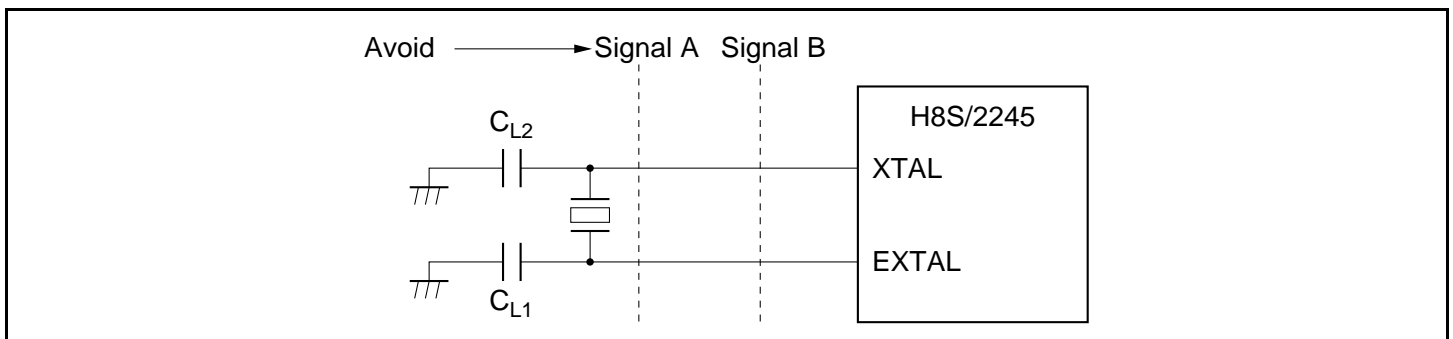 Avoid Signal A Signal B
H8S/2245
CL2
XTAL
EXTAL
CL1